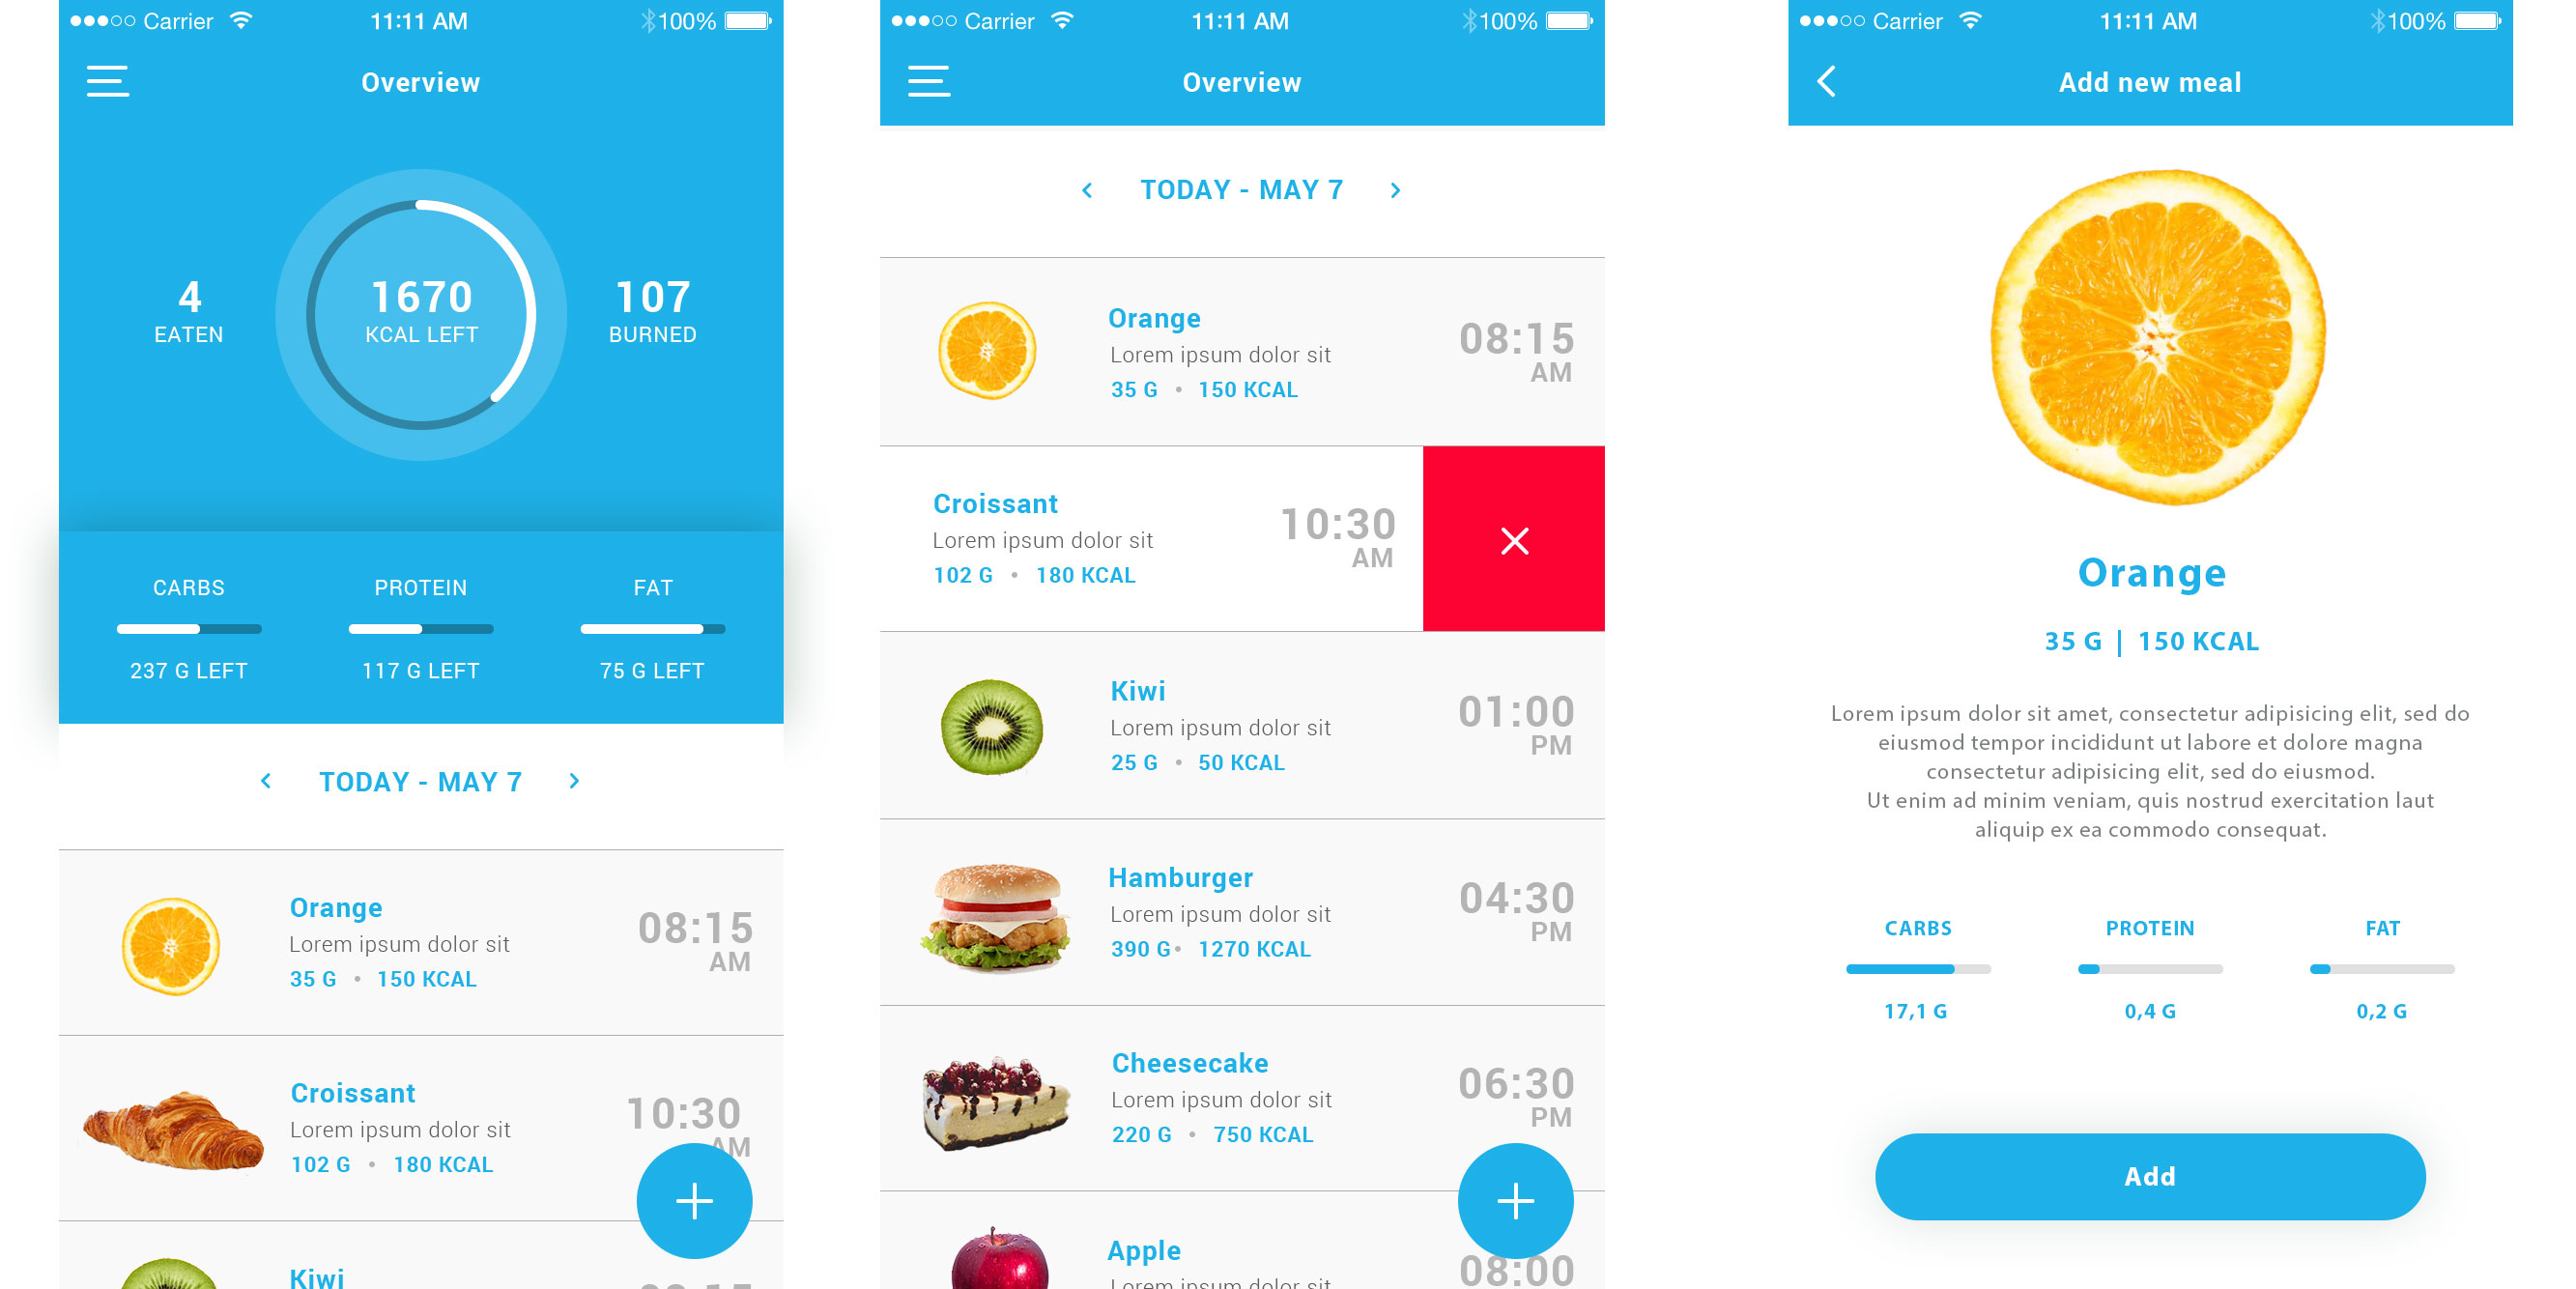 Carrier 11:11 AM 100%
Overview
4
EATEN
1670
KCAL LEFT
107
BURNED
CARBS PROTEIN FAT
237 G LEFT 117 G LEFT 75 G LEFT
TODAY - MAY 7
Orange
Lorem ipsum dolor sit
35 G • 150 KCAL
08:15
AM
Croissant
Lorem ipsum dolor sit
102 G • 180 KCAL
10:30
AM
Kiwi
Carrier 11:11 AM 100%
Overview
TODAY - MAY 7
Orange
Lorem ipsum dolor sit
35 G • 150 KCAL
08:15
AM
Croissant
Lorem ipsum dolor sit
102 G • 180 KCAL
10:30
AM
Kiwi
Lorem ipsum dolor sit
25 G • 50 KCAL
01:00
PM
Hamburger
Lorem ipsum dolor sit
390 G • 1270 KCAL
04:30
PM
Cheesecake
Lorem ipsum dolor sit
220 G • 750 KCAL
06:30
PM
Apple
Lorem ipsum dolor sit
08:00
Carrier 11:11 AM 100%
Add new meal
Orange
35 G | 150 KCAL
Lorem ipsum dolor sit amet, consectetur adipisicing elit, sed do
eiusmod tempor incididunt ut labore et dolore magna
consectetur adipisicing elit, sed do eiusmod.
Ut enim ad minim veniam, quis nostrud exercitation laut
aliquip ex ea commodo consequat.
CARBS PROTEIN FAT
17,1 G 0,4 G 0,2 G
Add